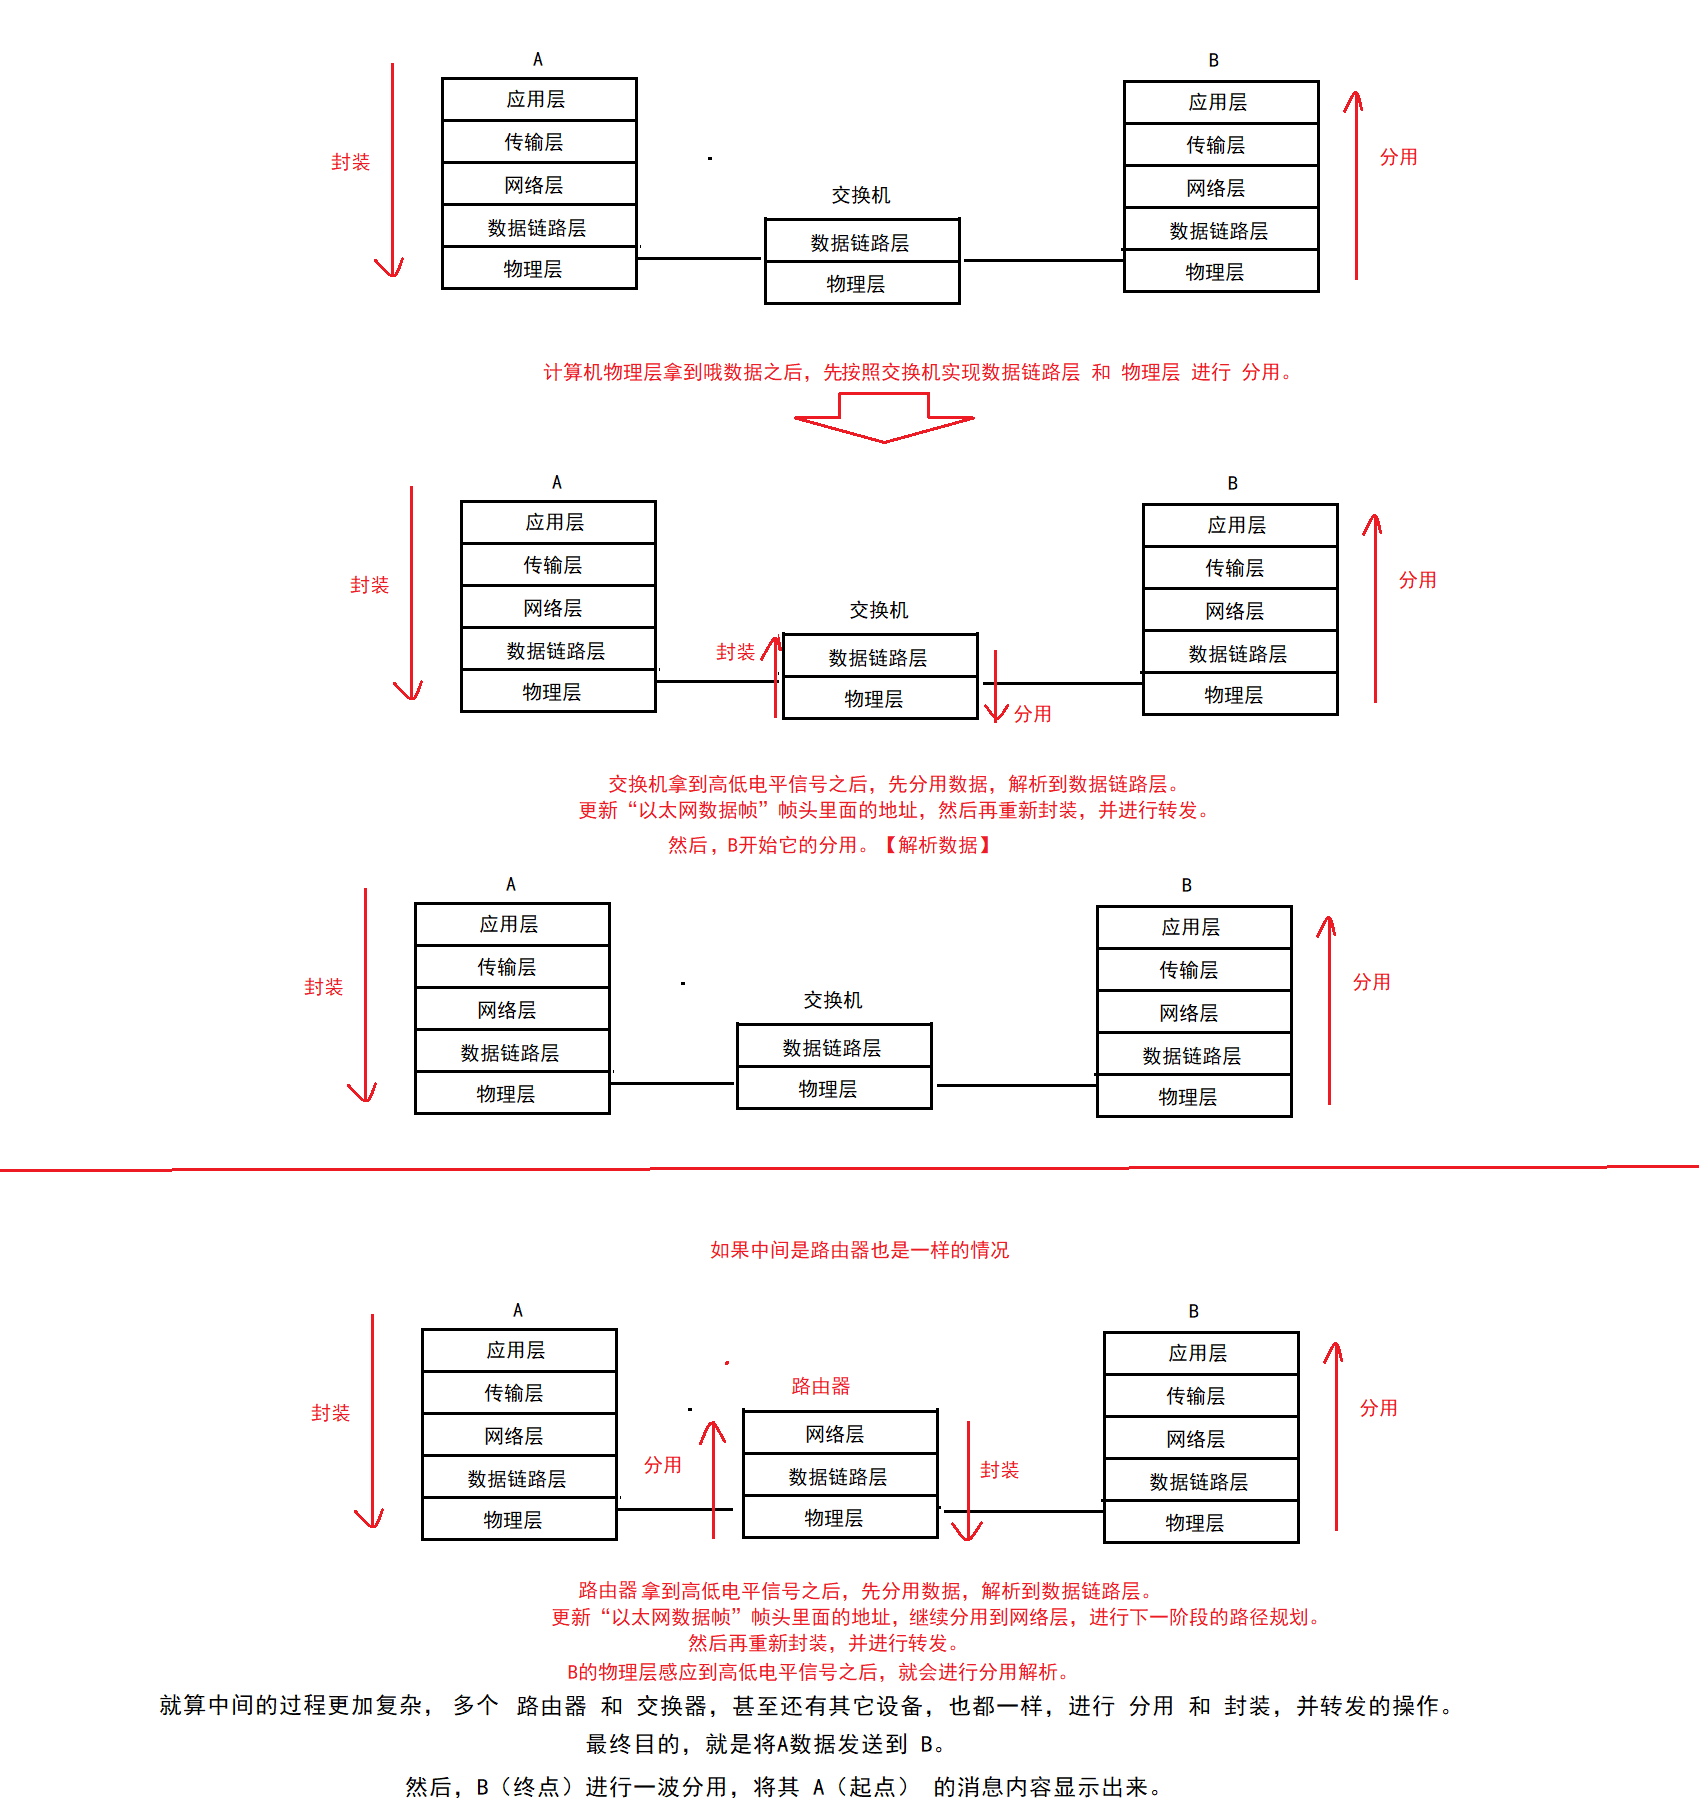 A
B
应用层
应用层
传输层
传输层
封装
分用
网络层
网络层
交换机
数据链路层
数据链路层
数据链路层
物理层
物理层
物理层
计算机物理层拿到哦数据之后，先按照交换机实现数据链路层 和 物理层 进行 分用。
A
B
应用层
应用层
传输层
传输层
封装
分用
网络层
网络层
交换机
封装
数据链路层
数据链路层
数据链路层
物理层
物理层
物理层
分用
交换机拿到高低电平信号之后，先分用数据，解析到数据链路层。
更新“以太网数据帧”帧头里面的地址，然后再重新封装，并进行转发。
然后，B开始它的分用。【解析数据】
A
B
应用层
应用层
传输层
传输层
封装
分用
网络层
网络层
交换机
数据链路层
数据链路层
数据链路层
物理层
物理层
物理层
如果中间是路由器也是一样的情况
A
B
应用层
应用层
传输层
传输层
路由器
封装
分用
网络层
网络层
网络层
分用
封装
数据链路层
数据链路层
数据链路层
物理层
物理层
物理层
路由器拿到高低电平信号之后，先分用数据，解析到数据链路层。
更新“以太网数据帧”帧头里面的地址，继续分用到网络层，进行下一阶段的路径规划。
然后再重新封装，并进行转发。
B的物理层感应到高低电平信号之后，就会进行分用解析。
就算中间的过程更加复杂， 多个 路由器 和 交换器，甚至还有其它设备，也都一样，进行 分用 和 封装，并转发的操作。
最终目的，就是将A数据发送到 B。
然后，B（终点）进行一波分用，将其 A（起点） 的消息内容显示出来。